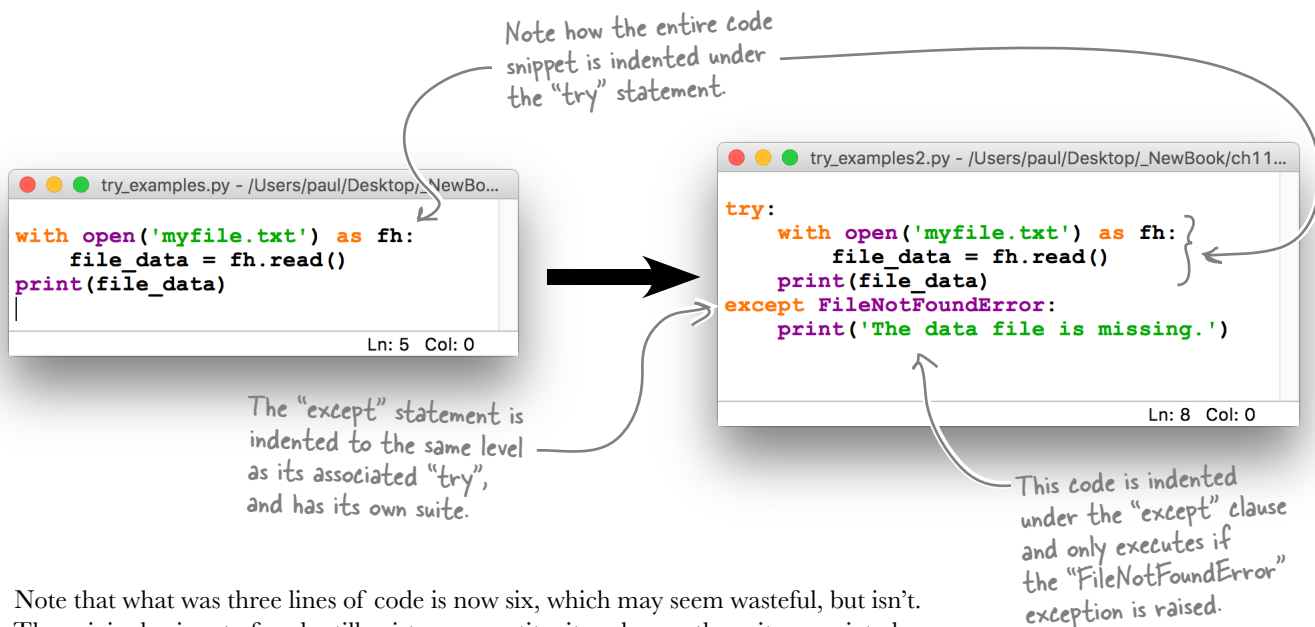 Note how the entire code
snippet is indented under
the “try” statement.
try_examples.py - /Users/paul/Desktop/_NewBo...
with open('myfile.txt') as fh:
    file_data = fh.read()
print(file_data)
Ln: 5 Col: 0
try_examples2.py - /Users/paul/Desktop/_NewBook/ch11...
try:
    with open('myfile.txt') as fh:
        file_data = fh.read()
    print(file_data)
except FileNotFoundError:
    print('The data file is missing.')
Ln: 8 Col: 0
The “except” statement is
indented to the same level
as its associated “try”,
and has its own suite.
This code is indented
under the “except” clause
and only executes if
the “FileNotFoundError”
exception is raised.
Note that what was three lines of code is now six, which may seem wasteful, but isn’t.